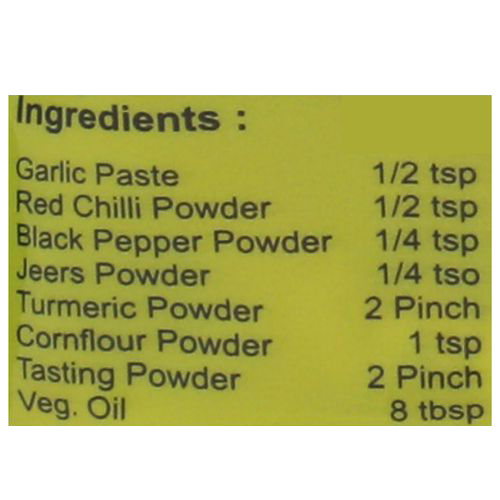 Ingredients :
Garlic Paste 1/2 tsp
Red Chilli Powder 1/2 tsp
Black Pepper Powder 1/4 tsp
Jeers Powder 1/4 tso
Turmeric Powder 2 Pinch
Cornflour Powder 1 tsp
Tasting Powder 2 Pinch
Veg. Oil 8 tbsp